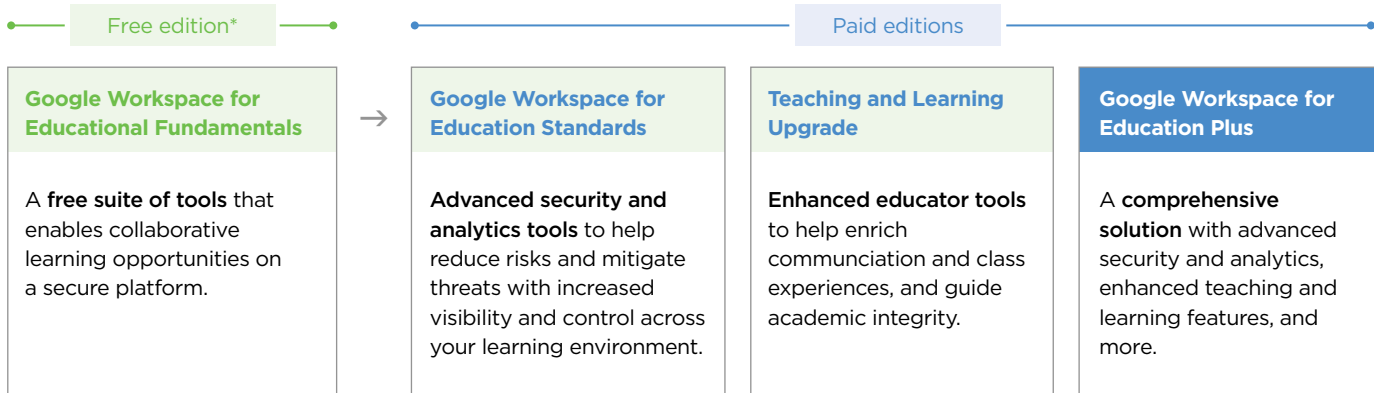 Free edition*
Paid editions
Google Workspace for
Educational Fundamentals
A free suite of tools that
enables collaborative
learning opportunities on
a secure platform.
→
Google Workspace for
Education Standards
Advanced security and
analytics tools to help
reduce risks and mitigate
threats with increased
visibility and control across
your learning environment.
Teaching and Learning
Upgrade
Enhanced educator tools
to help enrich
communciation and class
experiences, and guide
academic integrity.
Google Workspace for
Education Plus
A comprehensive
solution with advanced
security and analytics,
enhanced teaching and
learning features, and
more.